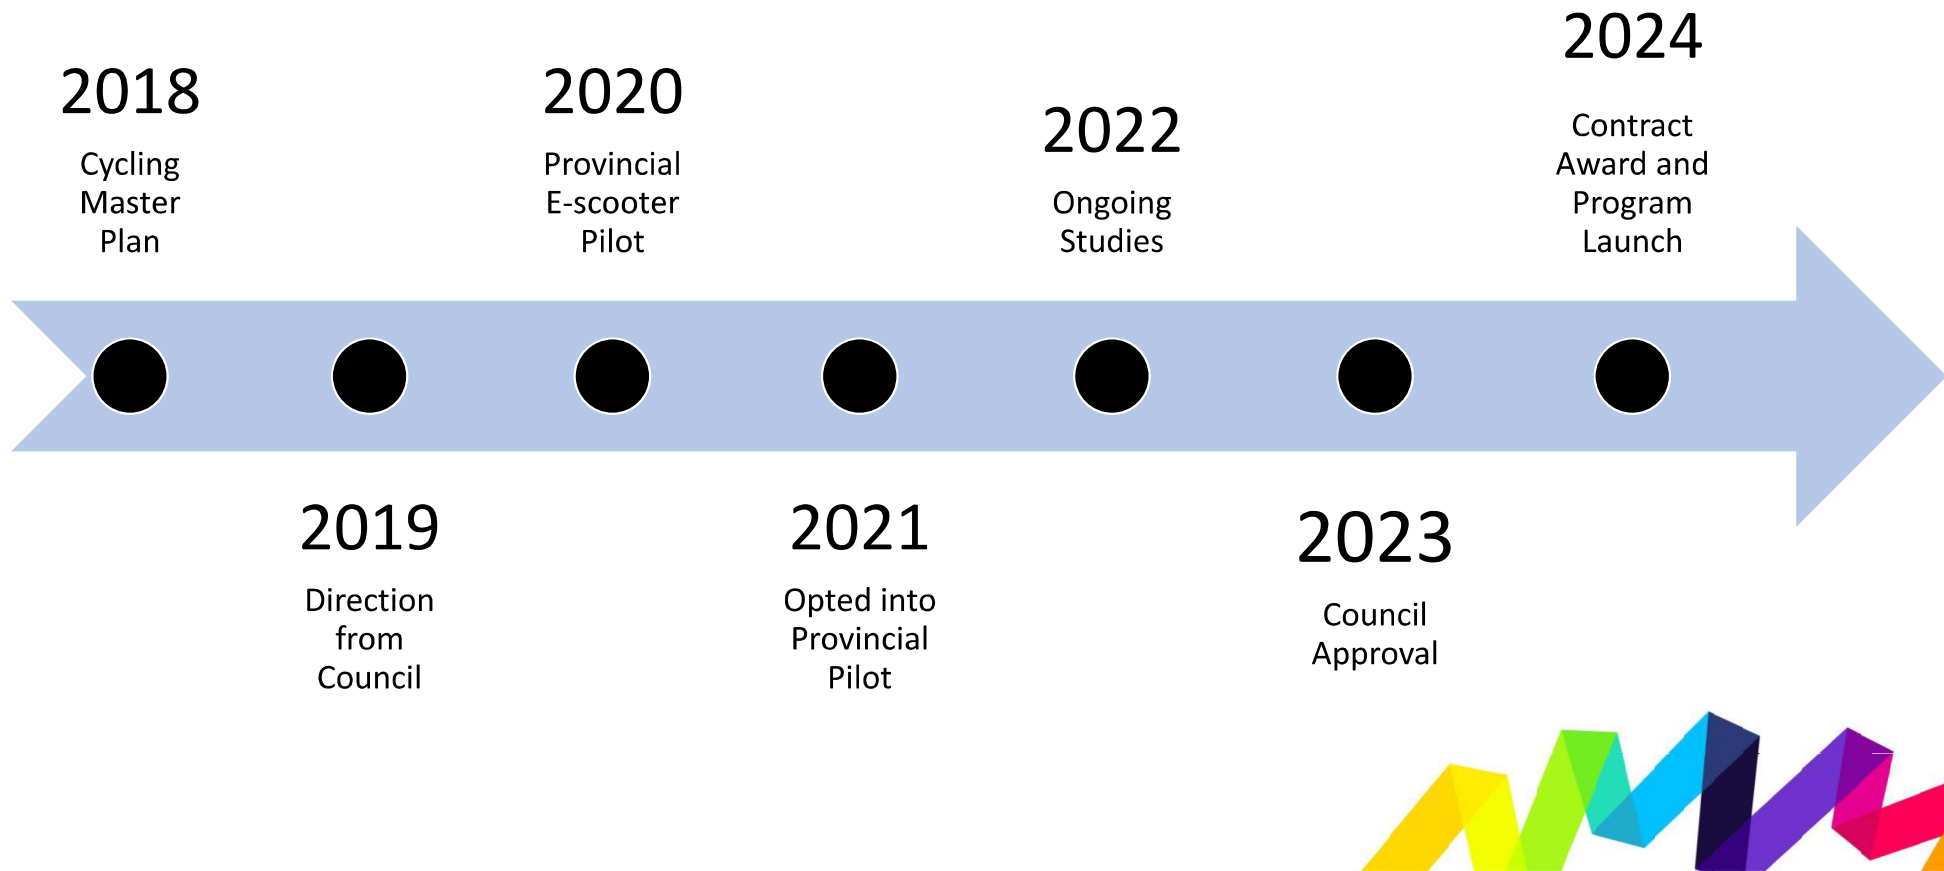 2018
Cycling
Master
Plan
2019
Direction
from
Council
2020
Provincial
E-scooter
Pilot
2021
Opted into
Provincial
Pilot
2022
Ongoing
Studies
2023
Council
Approval
2024
Contract
Award and
Program
Launch